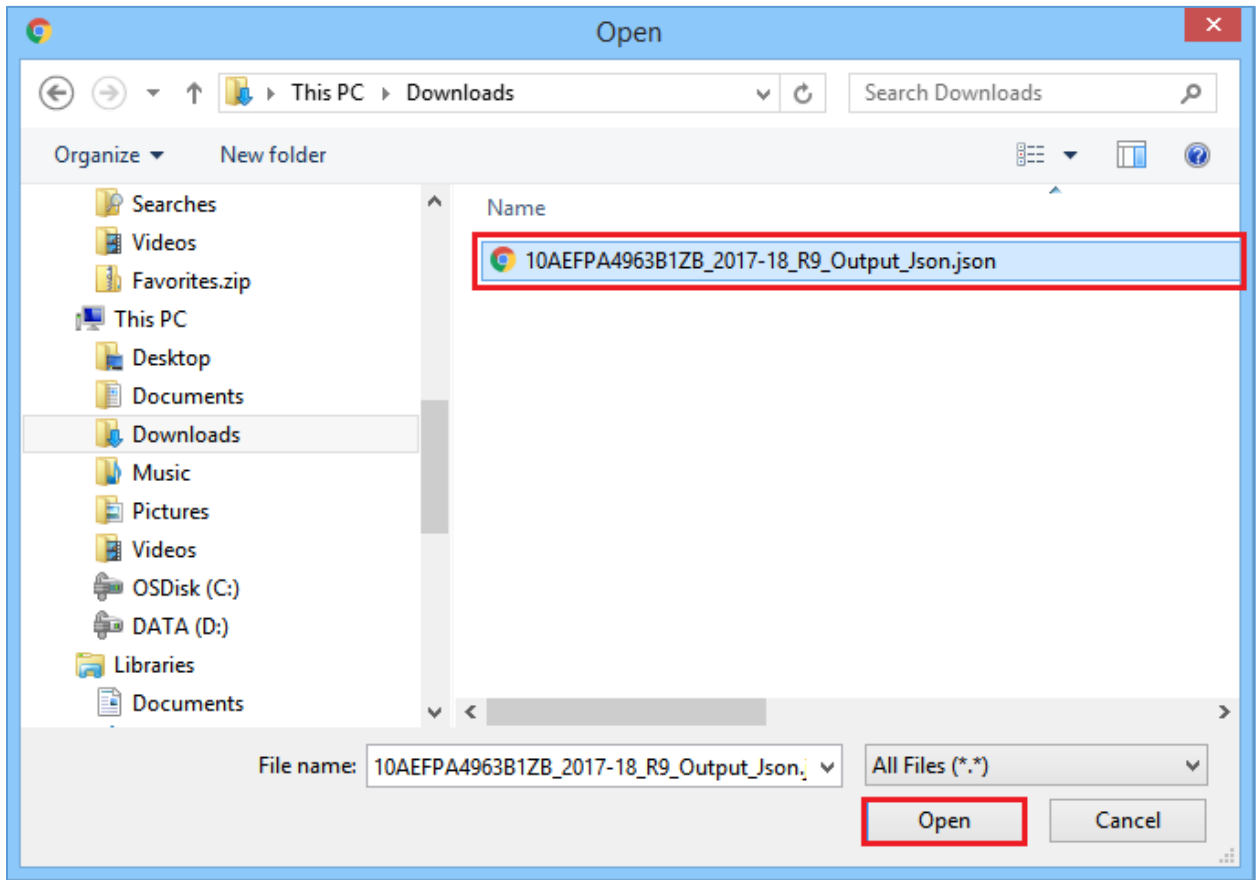 Open
This PC Downloads
Search Downloads
Organize
New folder
Searches
Videos
Favorites.zip
This PC
Desktop
Documents
Downloads
Music
Pictures
Videos
OSDisk (C:)
DATA (D:)
Libraries
Documents
Name
10AEFPA4963B1ZB_2017-18_R9_Output_Json.json
File name: 10AEFPA4963B1ZB_2017-18_R9_Output_Json.j
All Files (*.*)
Open
Cancel